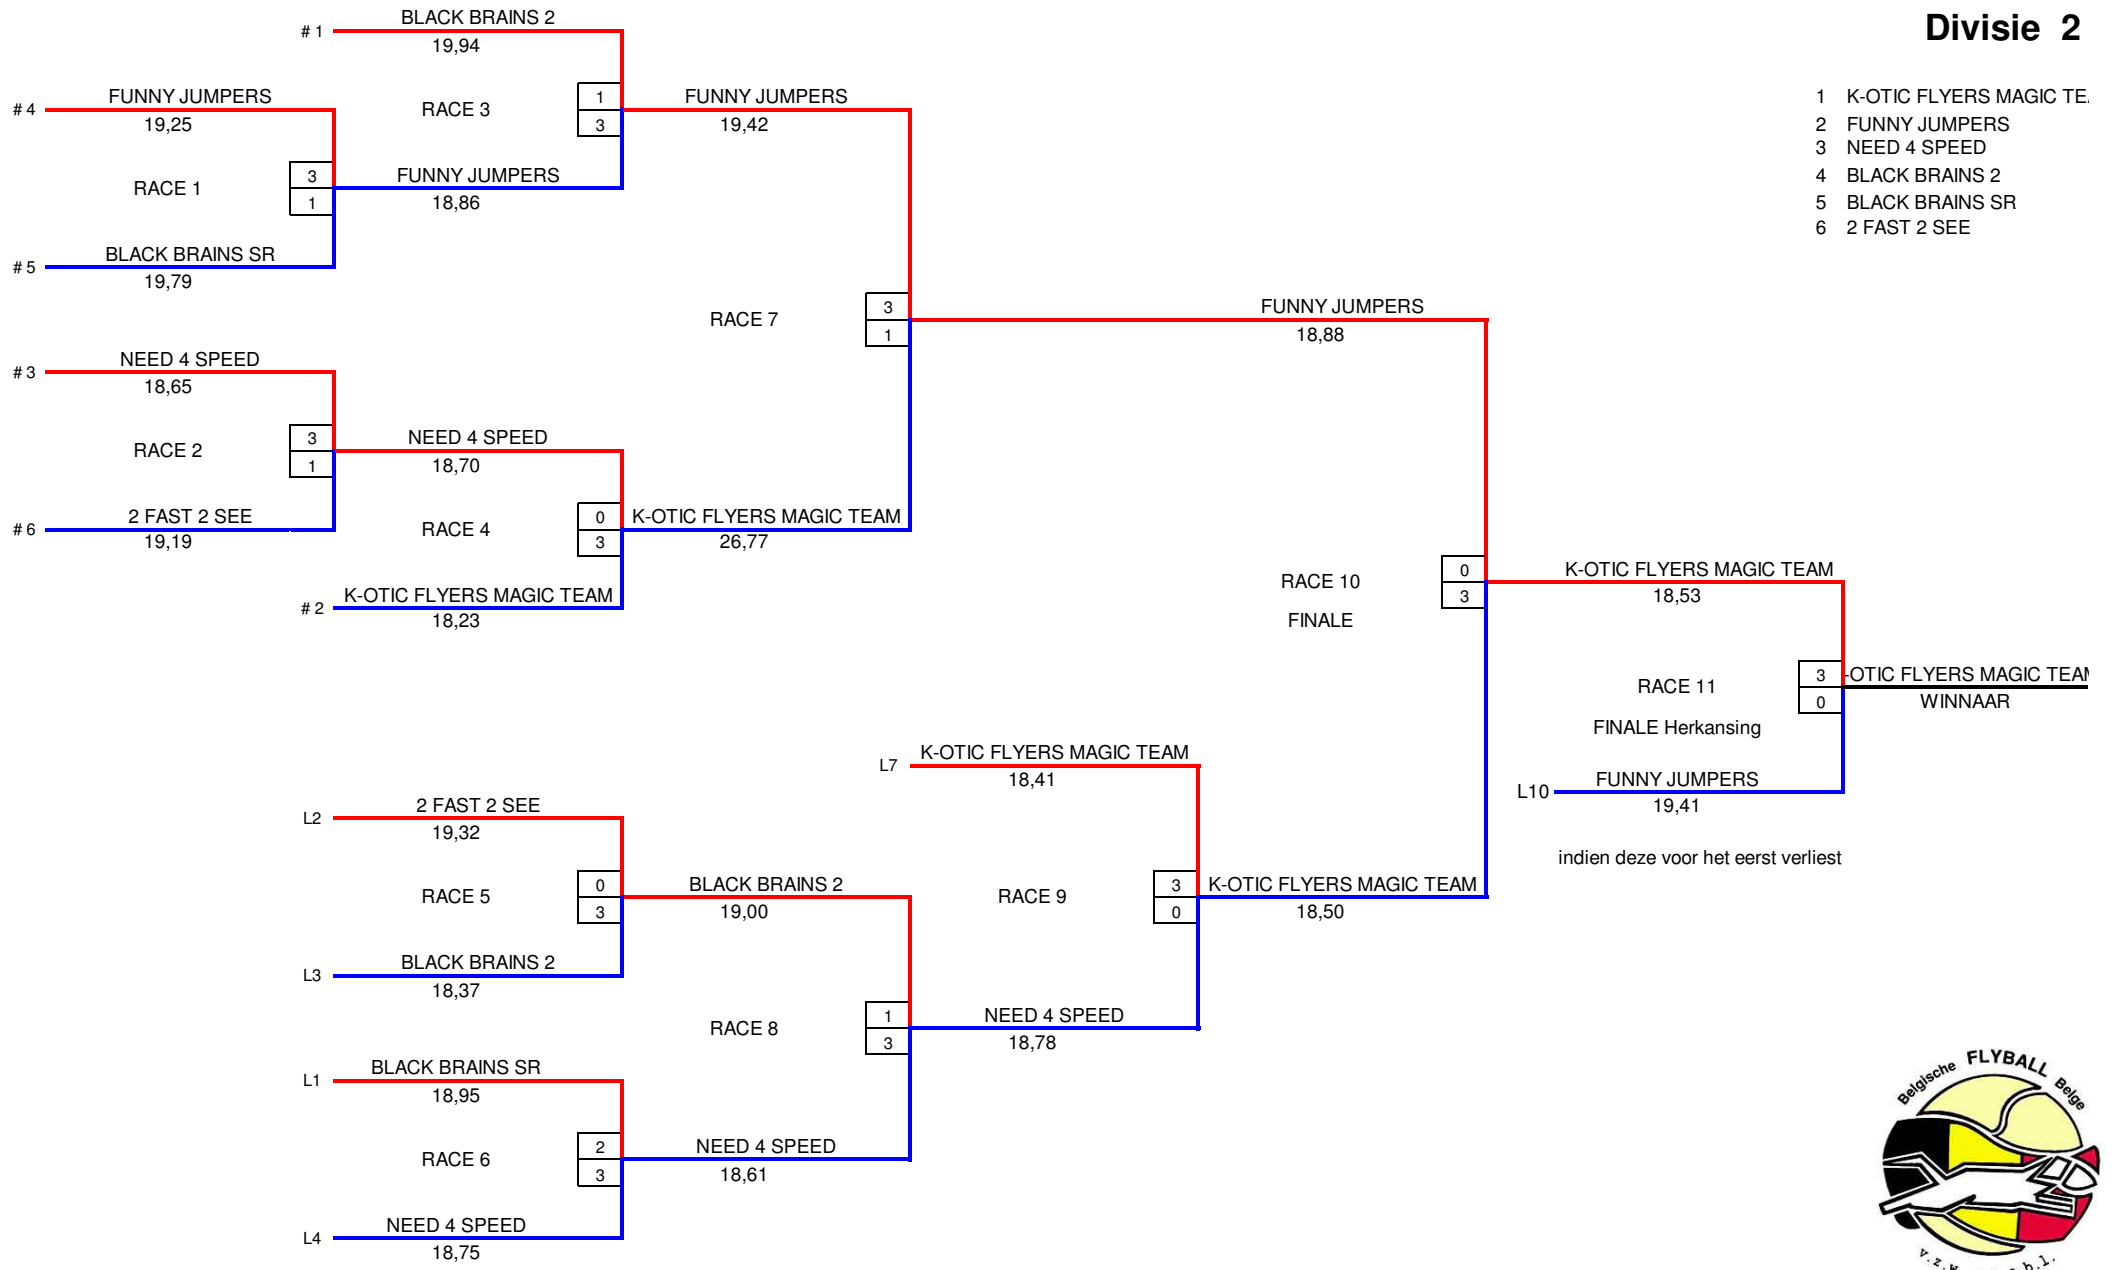 Divisie 2
1 K-OTIC FLYERS MAGIC TE
2 FUNNY JUMPERS
3 NEED 4 SPEED
4 BLACK BRAINS 2
5 BLACK BRAINS SR
6 2 FAST 2 SEE
# 1 BLACK BRAINS 2
19,94
# 4 FUNNY JUMPERS
19,25
RACE 3 1 3
FUNNY JUMPERS
19,42
RACE 1 3 1
FUNNY JUMPERS
18,86
# 5 BLACK BRAINS SR
19,79
RACE 7 3 1
FUNNY JUMPERS
18,88
# 3 NEED 4 SPEED
18,65
RACE 2 3 1
NEED 4 SPEED
18,70
# 6 2 FAST 2 SEE
19,19
RACE 4 0 3
K-OTIC FLYERS MAGIC TEAM
26,77
# 2 K-OTIC FLYERS MAGIC TEAM
18,23
RACE 10 0 3
FINALE
K-OTIC FLYERS MAGIC TEAM
18,53
RACE 11 3 0
FINALE Herkansing
-OTIC FLYERS MAGIC TEAM
WINNAAR
L10 FUNNY JUMPERS
19,41
indien deze voor het eerst verliest
L7 K-OTIC FLYERS MAGIC TEAM
18,41
L2 2 FAST 2 SEE
19,32
RACE 5 0 3
BLACK BRAINS 2
19,00
RACE 9 3 0
K-OTIC FLYERS MAGIC TEAM
18,50
L3 BLACK BRAINS 2
18,37
RACE 8 1 3
NEED 4 SPEED
18,78
L1 BLACK BRAINS SR
18,95
RACE 6 2 3
NEED 4 SPEED
18,61
L4 NEED 4 SPEED
18,75
Belgische FLYBALL Belge
v.z.w.